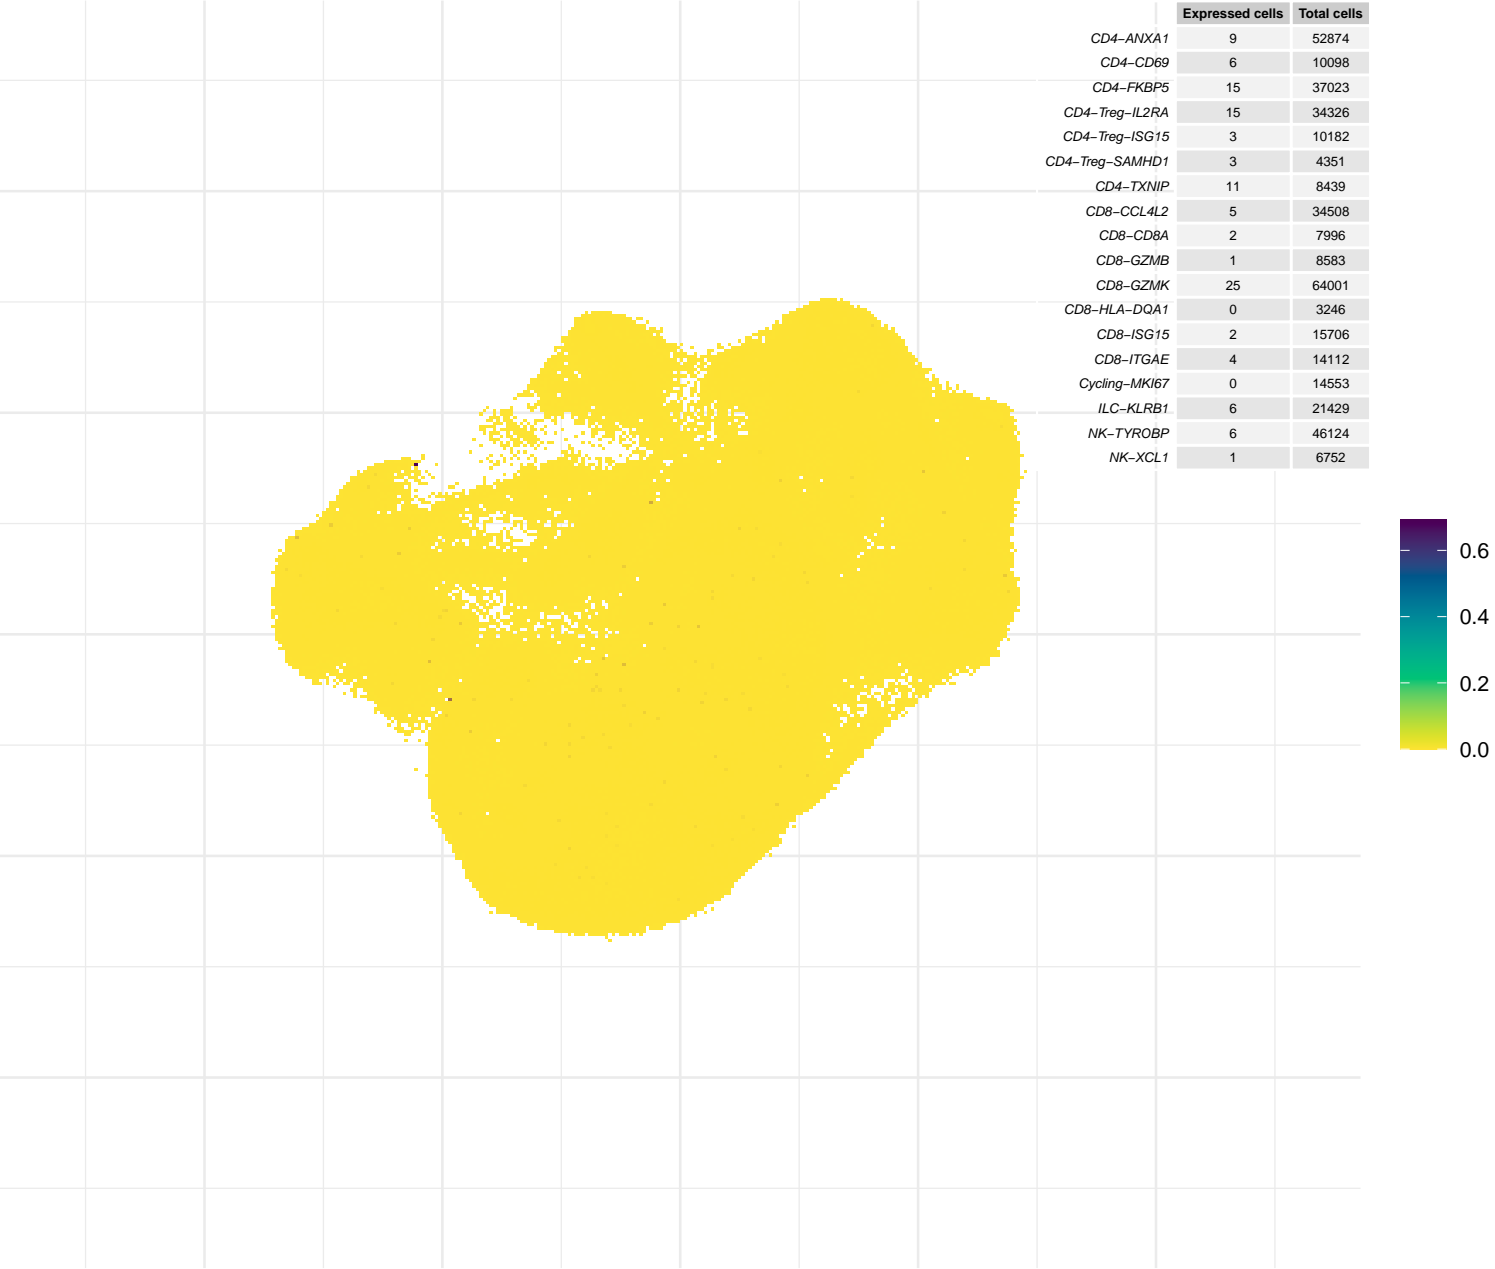 Expressed cells Total cells
CD4−ANXA1 9 52874
CD4−CD69 6 10098
CD4−FKBP5 15 37023
CD4−Treg−IL2RA 15 34326
CD4−Treg−ISG15 3 10182
CD4−Treg−SAMHD1 3 4351
CD4−TXNIP 11 8439
CD8−CCL4L2 5 34508
CD8−CD8A 2 7996
CD8−GZMB 1 8583
CD8−GZMK 25 64001
CD8−HLA−DQA1 0 3246
CD8−ISG15 2 15706
CD8−ITGAE 4 14112
Cycling−MKI67 0 14553
ILC−KLRB1 6 21429
NK−TYROBP 6 46124
NK−XCL1 1 6752
0.6
0.4
0.2
0.0